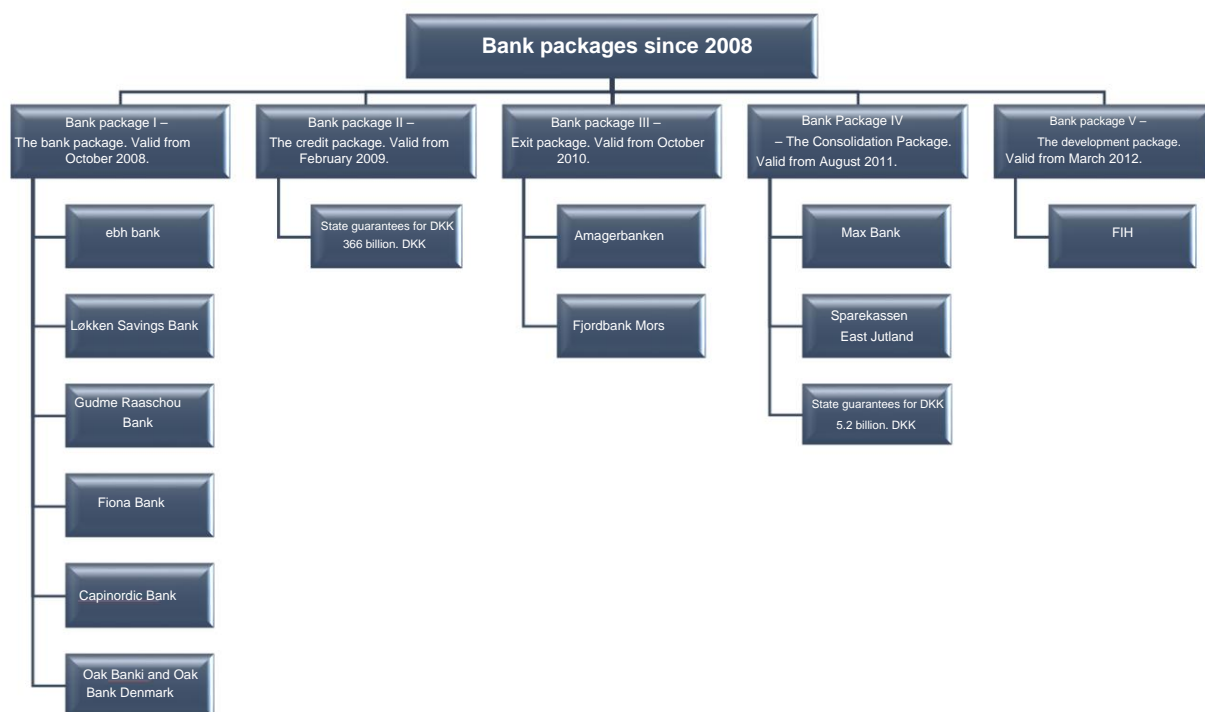 Bank packages since 2008
Bank package I –
The bank package. Valid from
October 2008.
Bank package II –
The credit package. Valid from
February 2009.
Bank package III –
Exit package. Valid from October
2010.
Bank Package IV
– The Consolidation Package.
Valid from August 2011.
Bank package V –
The development package.
Valid from March 2012.
ebh bank
Løkken Savings Bank
Gudme Raaschou
Bank
Fiona Bank
Capinordic Bank
Oak Banki and Oak
Bank Denmark
State guarantees for DKK
366 billion. DKK
Amagerbanken
Fjordbank Mors
Max Bank
Sparekassen
East Jutland
State guarantees for DKK
5.2 billion. DKK
FIH